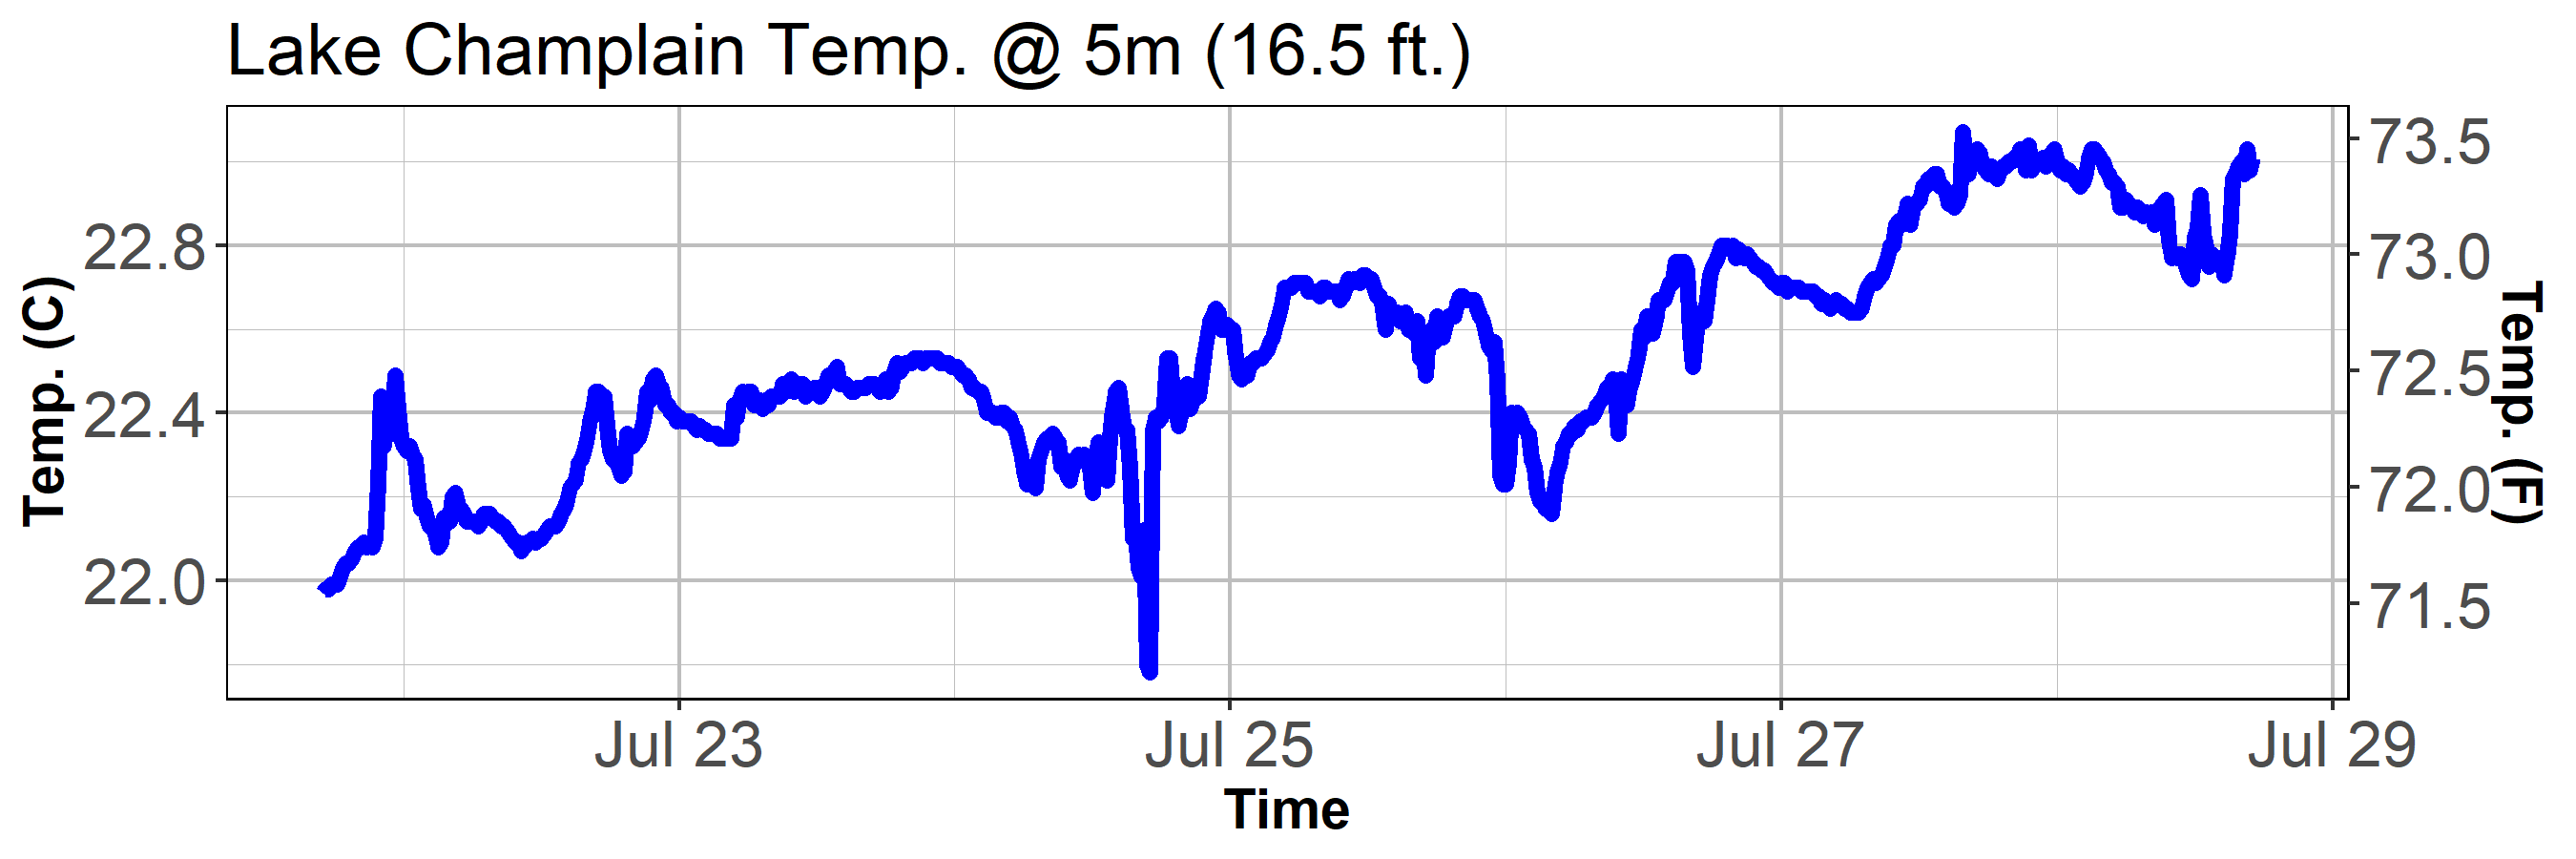 Lake Champlain Temp. @ 5m (16.5 ft.)
Temp. (C)
22.8
22.4
22.0
73.5
73.0
72.5
72.0
71.5
Temp. (F)
Jul 23
Jul 25
Jul 27
Jul 29
Time